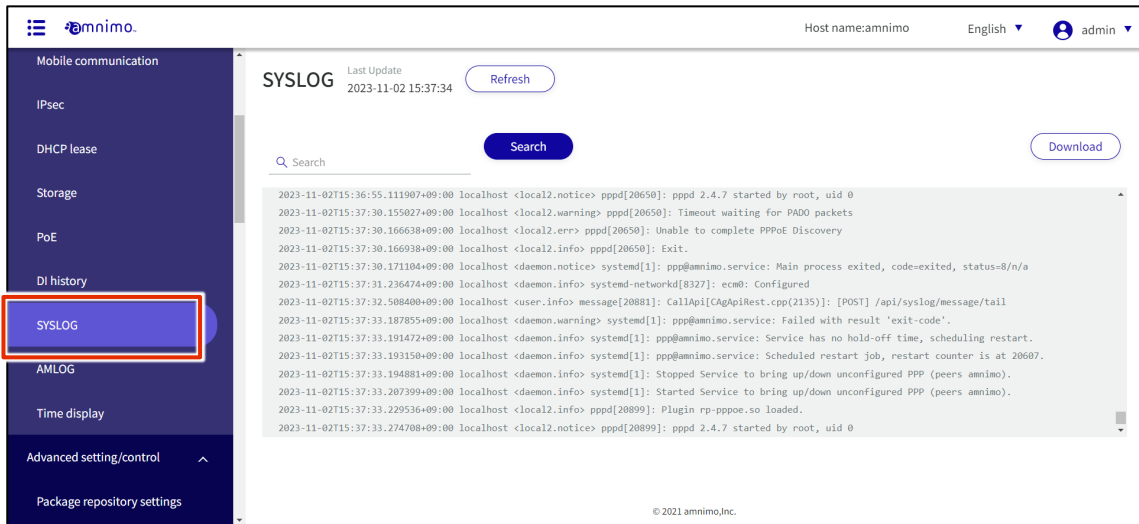 amnimo
Host name:amnimo
English
admin
Mobile communication
IPsec
DHCP lease
Storage
PoE
DI history
SYSLOG
AMLOG
Time display
Advanced setting/control
Package repository settings
SYSLOG
Last Update
2023-11-02 15:37:34
Refresh
Search
Search
Download
2023-11-02T15:36:55.111907+09:00 localhost <local2.notice> pppd[20650]: pppd 2.4.7 started by root, uid 0
2023-11-02T15:37:30.155027+09:00 localhost <local2.warning> pppd[20650]: Timeout waiting for PADO packets
2023-11-02T15:37:30.166638+09:00 localhost <local2.err> pppd[20650]: Unable to complete PPPoE Discovery
2023-11-02T15:37:30.166938+09:00 localhost <local2.info> pppd[20650]: Exit.
2023-11-02T15:37:30.171104+09:00 localhost <daemon.notice> systemd[1]: ppp@amnimo.service: Main process exited, code=exited, status=8/n/a
2023-11-02T15:37:31.236474+09:00 localhost <daemon.info> systemd-networkd[8327]: ecm0: Configured
2023-11-02T15:37:32.508400+09:00 localhost <user.info> message[20881]: CallApi[CAgApiRest.cpp(2135)]: [POST] /api/syslog/message/tail
2023-11-02T15:37:33.187855+09:00 localhost <daemon.warning> systemd[1]: ppp@amnimo.service: Failed with result 'exit-code'.
2023-11-02T15:37:33.191472+09:00 localhost <daemon.info> systemd[1]: ppp@amnimo.service: Service has no hold-off time, scheduling restart.
2023-11-02T15:37:33.193150+09:00 localhost <daemon.info> systemd[1]: ppp@amnimo.service: Scheduled restart job, restart counter is at 20607.
2023-11-02T15:37:33.194881+09:00 localhost <daemon.info> systemd[1]: Stopped Service to bring up/down unconfigured PPP (peers amnimo).
2023-11-02T15:37:33.207399+09:00 localhost <daemon.info> systemd[1]: Started Service to bring up/down unconfigured PPP (peers amnimo).
2023-11-02T15:37:33.229536+09:00 localhost <local2.info> pppd[20899]: Plugin rp-pppoe.so loaded.
2023-11-02T15:37:33.274708+09:00 localhost <local2.notice> pppd[20899]: pppd 2.4.7 started by root, uid 0
© 2021 amnimo,Inc.